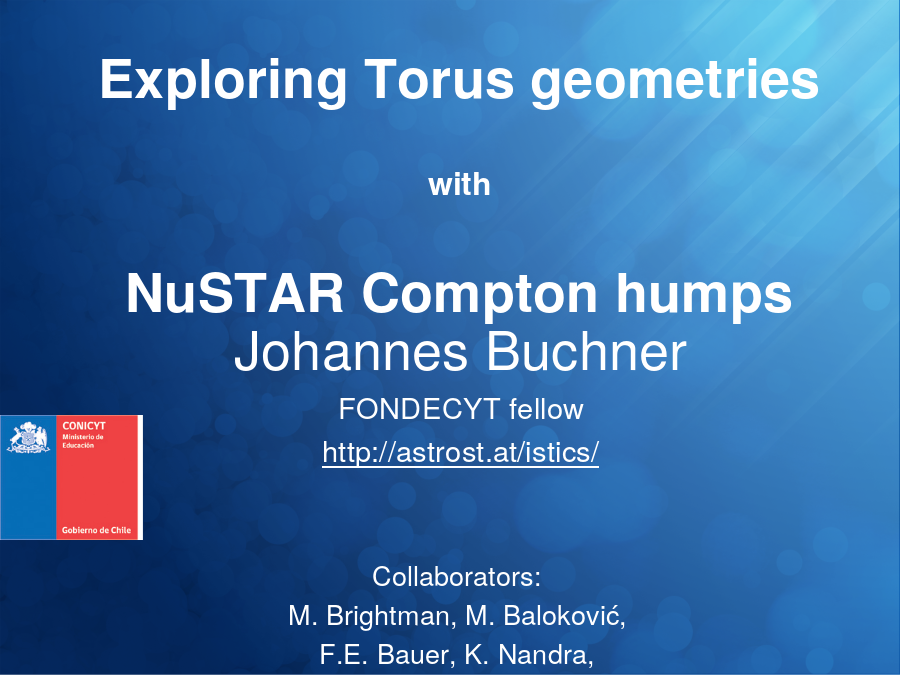 Exploring Torus geometries
with
NuSTAR Compton humps
Johannes Buchner
FONDECYT fellow
http://astrost.at/istics/
CONICYT
Ministerio de
Educación
Gobierno de Chile
Collaborators:
M. Brightman, M. Baloković,
F.E. Bauer, K. Nandra,